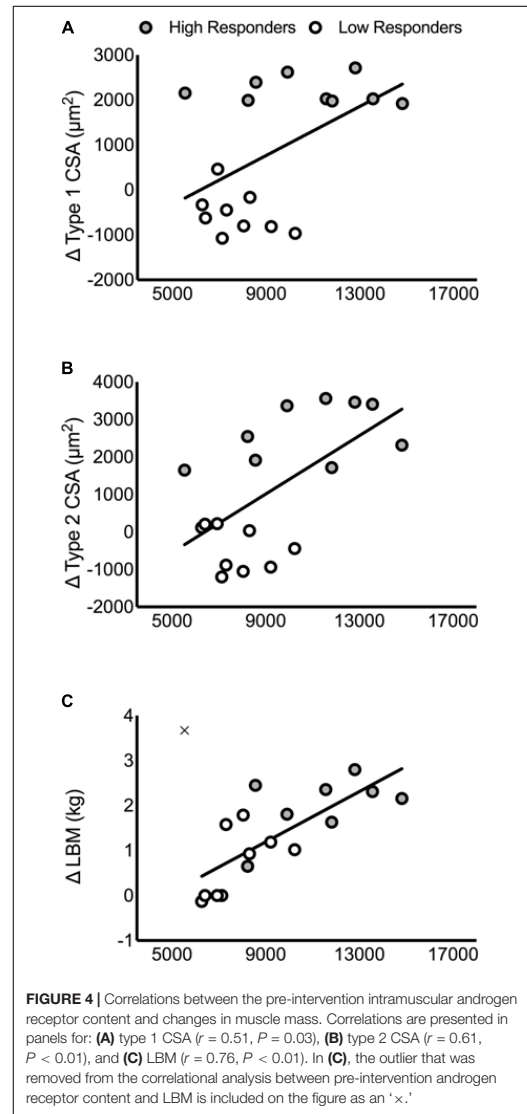 A
High Responders
Low Responders
3000
2000
1000
0
-1000
-2000
Δ Type 1 CSA (µm²)
5000 9000 13000 17000
B
4000
3000
2000
1000
0
-1000
-2000
Δ Type 2 CSA (µm²)
5000 9000 13000 17000
C
4
3
2
1
0
-1
Δ LBM (kg)
5000 9000 13000 17000
FIGURE 4 | Correlations between the pre-intervention intramuscular androgen
receptor content and changes in muscle mass. Correlations are presented in
panels for: (A) type 1 CSA (r = 0.51, P = 0.03), (B) type 2 CSA (r = 0.61,
P < 0.01), and (C) LBM (r = 0.76, P < 0.01). In (C), the outlier that was
removed from the correlational analysis between pre-intervention androgen
receptor content and LBM is included on the figure as an ‘×.’